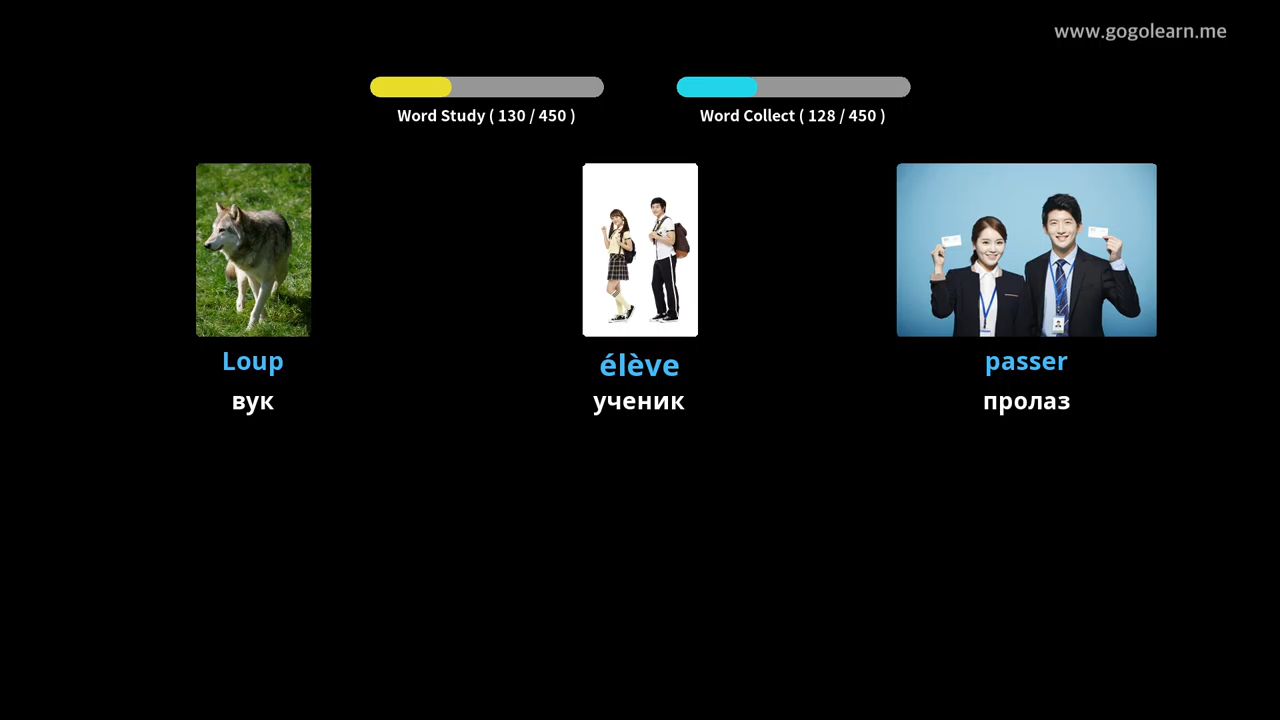 www.gogolearn.me
Word Study ( 130 / 450 )
Word Collect ( 128 / 450 )
Loup
élève
passer
вук
ученик
пролаз